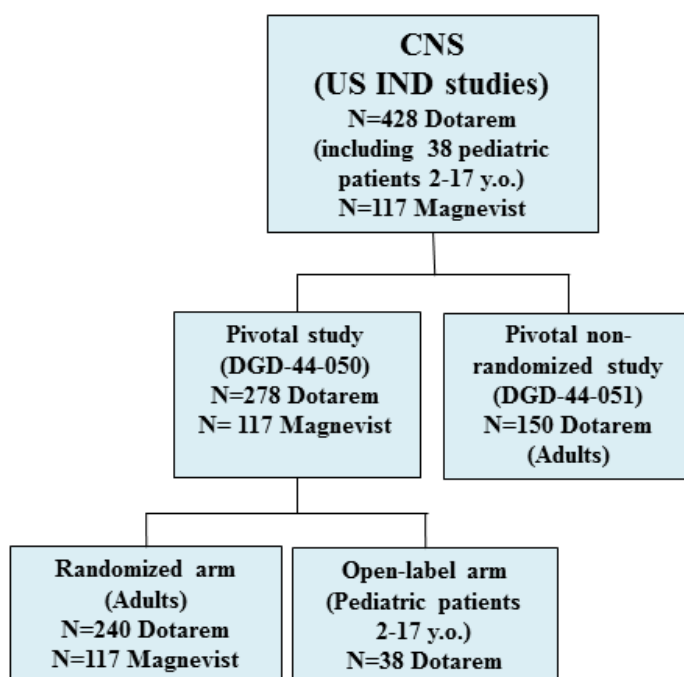 CNS
(US IND studies)
N=428 Dotarem
(including 38 pediatric
patients 2-17 y.o.)
N=117 Magnevist
Pivotal study
(DGD-44-050)
N=278 Dotarem
N= 117 Magnevist
Pivotal non-
randomized study
(DGD-44-051)
N=150 Dotarem
(Adults)
Randomized arm
(Adults)
N=240 Dotarem
N=117 Magnevist
Open-label arm
(Pediatric patients
2-17 y.o.)
N=38 Dotarem